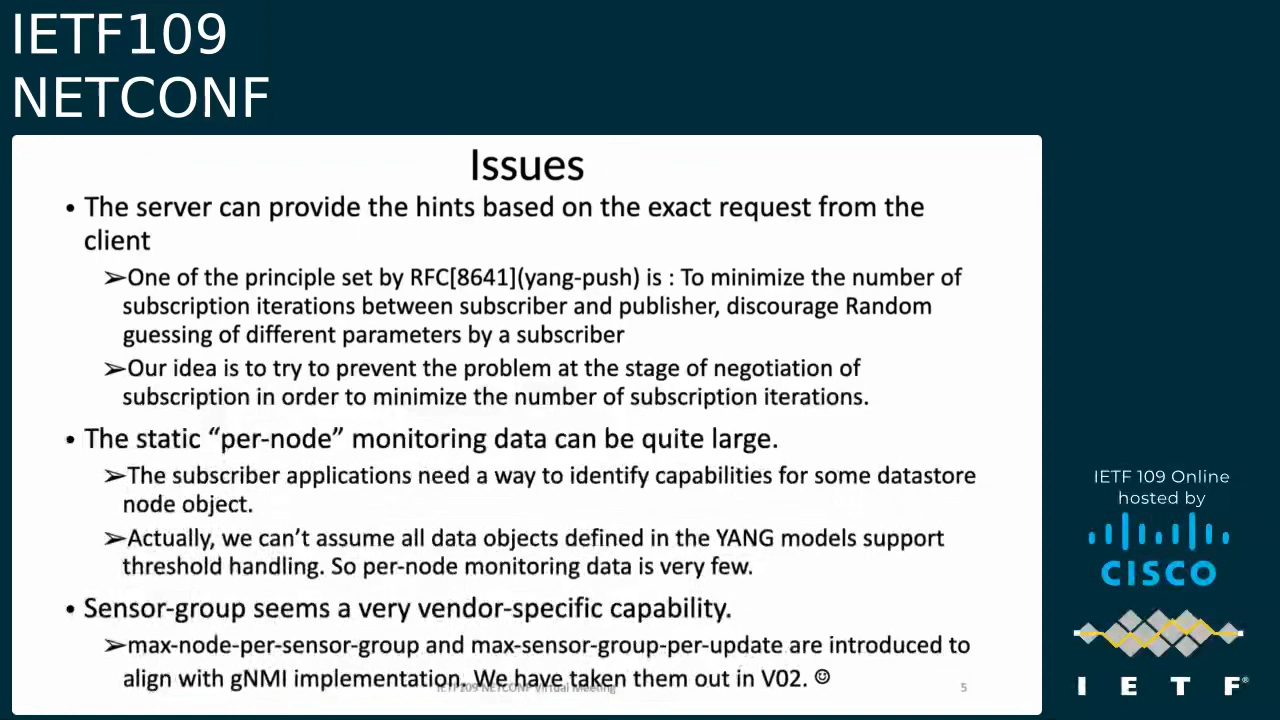 IETF109
NETCONF
Issues
• The server can provide the hints based on the exact request from the
client
➢One of the principle set by RFC[8641](yang-push) is : To minimize the number of
subscription iterations between subscriber and publisher, discourage Random
guessing of different parameters by a subscriber
➢Our idea is to try to prevent the problem at the stage of negotiation of
subscription in order to minimize the number of subscription iterations.
• The static “per-node” monitoring data can be quite large.
➢The subscriber applications need a way to identify capabilities for some datastore
node object.
➢Actually, we can’t assume all data objects defined in the YANG models support
threshold handling. So per-node monitoring data is very few.
• Sensor-group seems a very vendor-specific capability.
➢max-node-per-sensor-group and max-sensor-group-per-update are introduced to
align with gNMI implementation. We have taken them out in V02. ☺
IETF109 NETCONF Virtual Meeting
5
IETF 109 Online
hosted by
CISCO
I E T F®